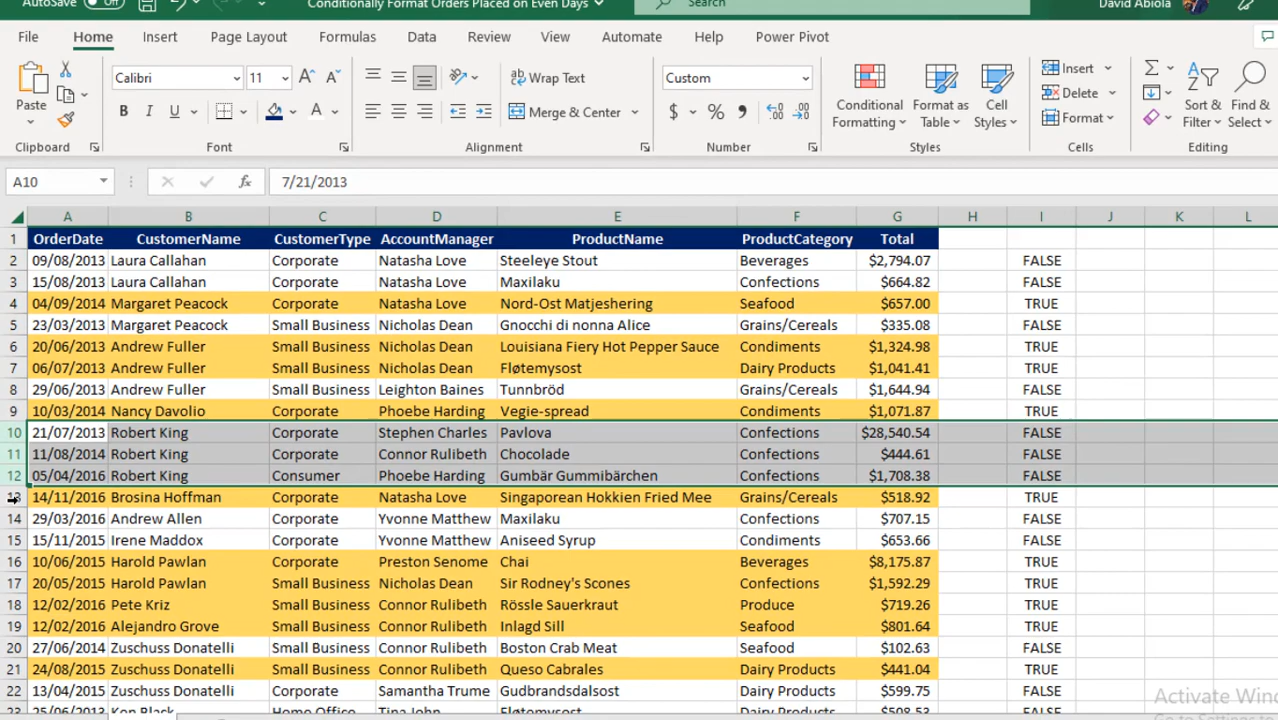 AutoSave Off Conditionally Format Orders Placed on Even Days Search David Abiola
File Home Insert Page Layout Formulas Data Review View Automate Help Power Pivot
Paste
Clipboard
Calibri 11
B I U A
Font
Wrap Text
Merge & Center
Alignment
Custom
$ % 9
Number
Conditional Formatting
Format as Table
Cell Styles
Styles
Insert
Delete
Format
Cells
Sort & Filter
Find & Select
Editing
A10 fx 7/21/2013
A B C D E F G H I J K L
1 OrderDate CustomerName CustomerType AccountManager ProductName ProductCategory Total
2 09/08/2013 Laura Callahan Corporate Natasha Love Steeleye Stout Beverages $2,794.07 FALSE
3 15/08/2013 Laura Callahan Corporate Natasha Love Maxilaku Confections $664.82 FALSE
4 04/09/2014 Margaret Peacock Corporate Natasha Love Nord-Ost Matjeshering Seafood $657.00 TRUE
5 23/03/2013 Margaret Peacock Small Business Nicholas Dean Gnocchi di nonna Alice Grains/Cereals $335.08 FALSE
6 20/06/2013 Andrew Fuller Small Business Nicholas Dean Louisiana Fiery Hot Pepper Sauce Condiments $1,324.98 TRUE
7 06/07/2013 Andrew Fuller Small Business Nicholas Dean Fløtemysost Dairy Products $1,041.41 TRUE
8 29/06/2013 Andrew Fuller Small Business Leighton Baines Tunnbröd Grains/Cereals $1,644.94 FALSE
9 10/03/2014 Nancy Davolio Corporate Phoebe Harding Vegie-spread Condiments $1,071.87 TRUE
10 21/07/2013 Robert King Corporate Stephen Charles Pavlova Confections $28,540.54 FALSE
11 11/08/2014 Robert King Corporate Connor Rulibeth Chocolade Confections $444.61 FALSE
12 05/04/2016 Robert King Consumer Phoebe Harding Gumbär Gummibärchen Confections $1,708.38 FALSE
13 14/11/2016 Brosina Hoffman Corporate Natasha Love Singaporean Hokkien Fried Mee Grains/Cereals $518.92 TRUE
14 29/03/2016 Andrew Allen Corporate Yvonne Matthew Maxilaku Confections $707.15 FALSE
15 15/11/2015 Irene Maddox Corporate Yvonne Matthew Aniseed Syrup Confections $653.66 FALSE
16 10/06/2015 Harold Pawlan Corporate Preston Senome Chai Beverages $8,175.87 TRUE
17 20/05/2015 Harold Pawlan Small Business Nicholas Dean Sir Rodney's Scones Confections $1,592.29 TRUE
18 12/02/2016 Pete Kriz Small Business Connor Rulibeth Rössle Sauerkraut Produce $719.26 TRUE
19 12/02/2016 Alejandro Grove Small Business Connor Rulibeth Inlagd Sill Seafood $801.64 TRUE
20 27/06/2014 Zuschuss Donatelli Small Business Connor Rulibeth Boston Crab Meat Seafood $102.63 FALSE
21 24/08/2015 Zuschuss Donatelli Small Business Connor Rulibeth Queso Cabrales Dairy Products $441.04 TRUE
22 13/04/2015 Zuschuss Donatelli Corporate Samantha Trume Gudbrandsdalsost Dairy Products $599.75 FALSE
23 25/06/2013 Ken Black Home Office Tina John Fløtemysost Dairy Products $508.53 FALSE
Activate Win